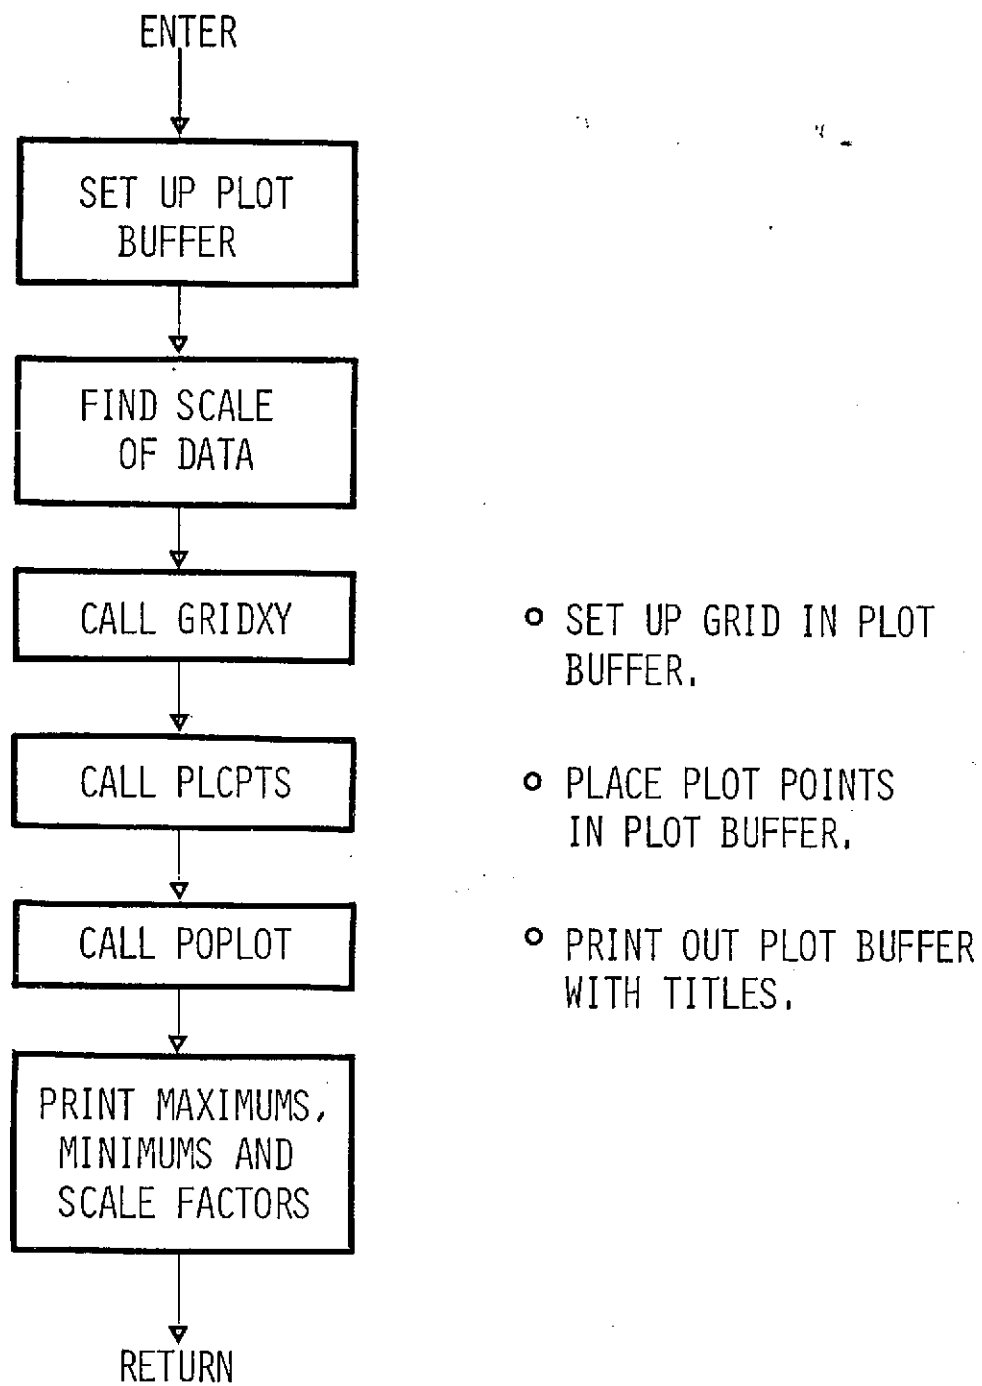 ENTER
SET UP PLOT
BUFFER
FIND SCALE
OF DATA
CALL GRIDXY
o SET UP GRID IN PLOT
BUFFER.
CALL PLCPTS
o PLACE PLOT POINTS
IN PLOT BUFFER.
CALL POPLOT
o PRINT OUT PLOT BUFFER
WITH TITLES.
PRINT MAXIMUMS,
MINIMUMS AND
SCALE FACTORS
RETURN